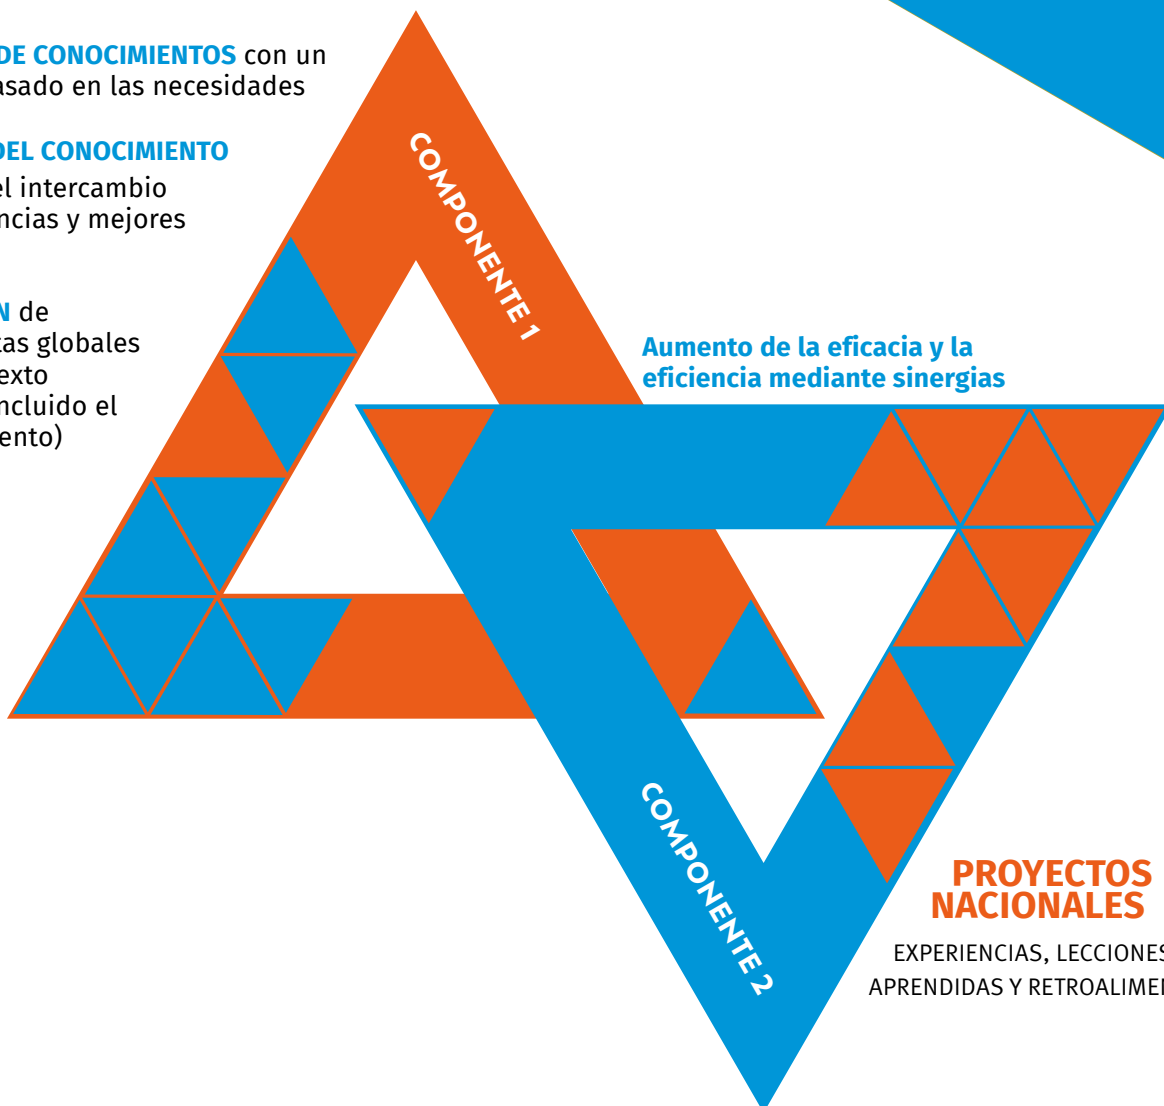 DE CONOCIMIENTOS con un
asado en las necesidades
DEL CONOCIMIENTO
el intercambio
ncias y mejores
N de
tas globales
exto
ncluido el
ento)
COMPONENTE 1
Aumento de la eficacia y la
eficiencia mediante sinergias
COMPONENTE 2
PROYECTOS
NACIONALES
EXPERIENCIAS, LECCIONES
APRENDIDAS Y RETROALIMEN